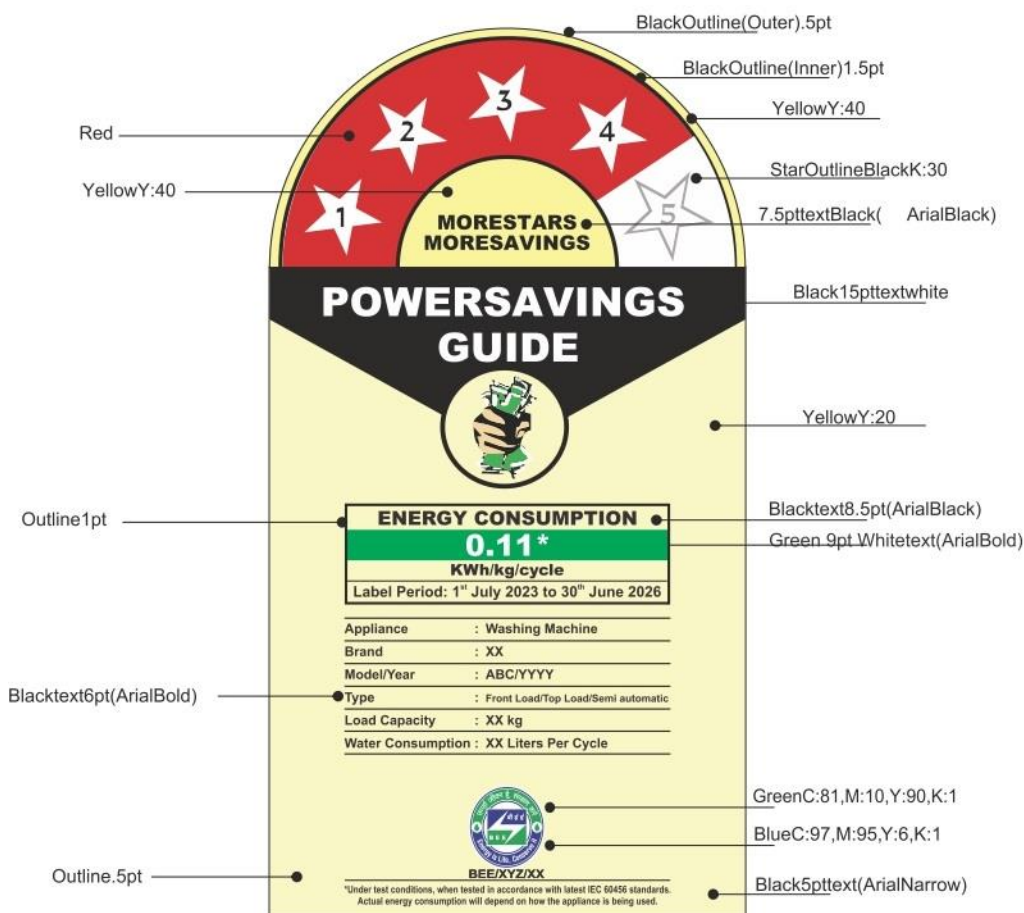 BlackOutline(Outer).5pt
BlackOutline(Inner)1.5pt
YellowY:40
Red
StarOutlineBlackK:30
YellowY:40
7.5pttextBlack( ArialBlack)
1
2
3
4
5
MORESTARS
MORESAVINGS
Black15pttextwhite
POWERSAVINGS
GUIDE
YellowY:20
Outline1pt
Blacktext8.5pt(ArialBlack)
ENERGY CONSUMPTION
Green 9pt Whitetext(ArialBold)
0.11*
KWh/kg/cycle
Label Period: 1st July 2023 to 30th June 2026
Appliance : Washing Machine
Brand : XX
Model/Year : ABC/YYYY
Blacktext6pt(ArialBold)
Type : Front Load/Top Load/Semi automatic
Load Capacity : XX kg
Water Consumption : XX Liters Per Cycle
GreenC:81,M:10,Y:90,K:1
BlueC:97,M:95,Y:6,K:1
BEE
Energy is Life, Conserve it
BEE/XYZ/XX
Outline.5pt
Black5pttext(ArialNarrow)
*Under test conditions, when tested in accordance with latest IEC 60456 standards.
Actual energy consumption will depend on how the appliance is being used.